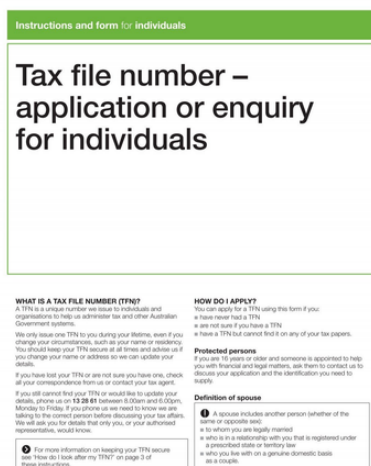 Instructions and form for individuals
Tax file number –
application or enquiry
for individuals
WHAT IS A TAX FILE NUMBER (TFN)?
A TFN is a unique number we issue to individuals and
organisations to help us administer tax and other Australian
Government systems.
We only issue one TFN to you during your lifetime, even if you
change your circumstances, such as your name or residency.
You should keep your TFN secure at all times and advise us if
you change your name or address so we can update your
details.
If you have lost your TFN or are not sure you have one, check
all your correspondence from us or contact your tax agent.
If you still cannot find your TFN or would like to update your
details, phone us on 13 28 61 between 8.00am and 6.00pm,
Monday to Friday. If you phone us we need to know we are
talking to the correct person before discussing your tax affairs.
We will ask you for details that only you, or your authorised
representative, would know.
For more information on keeping your TFN secure
see 'How do I look after my TFN?' on page 3 of
these instructions.
HOW DO I APPLY?
You can apply for a TFN using this form if you:
■ have never had a TFN
■ are not sure if you have a TFN
■ have a TFN but cannot find it on any of your tax papers.
Protected persons
If you are 16 years or older and someone is appointed to help
you with financial and legal matters, ask them to contact us to
discuss your application and the identification you need to
supply.
Definition of spouse
A spouse includes another person (whether of the
same or opposite sex):
■ to whom you are legally married
■ who is in a relationship with you that is registered under
a prescribed state or territory law
■ who you live with on a genuine domestic basis
as a couple.